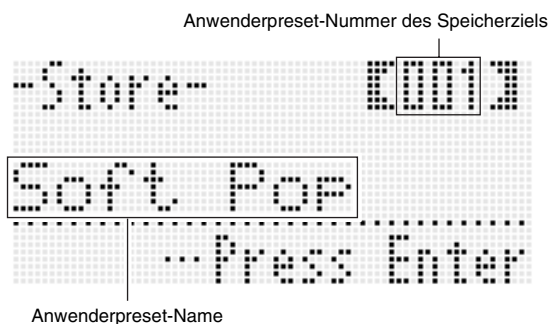 Anwenderpreset-Nummer des Speicherziels
-Store- 【001】
Soft Pop
...Press Enter
Anwenderpreset-Name